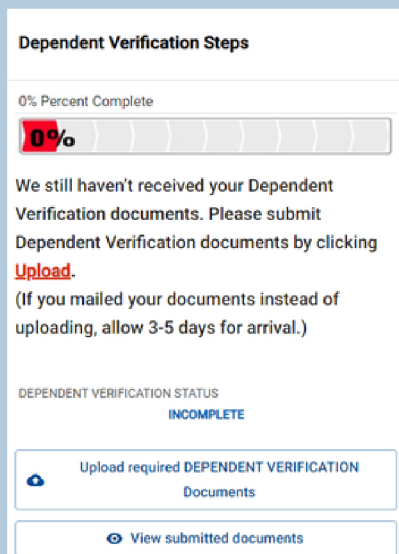 Dependent Verification Steps
0% Percent Complete
0%
We still haven't received your Dependent
Verification documents. Please submit
Dependent Verification documents by clicking
Upload.
(If you mailed your documents instead of
uploading, allow 3-5 days for arrival.)
DEPENDENT VERIFICATION STATUS
INCOMPLETE
Upload required DEPENDENT VERIFICATION
Documents
View submitted documents